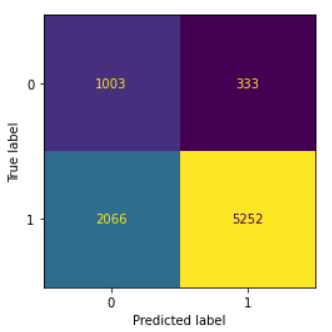 0
1003 333
True label
1
2066 5252
0 1
Predicted label